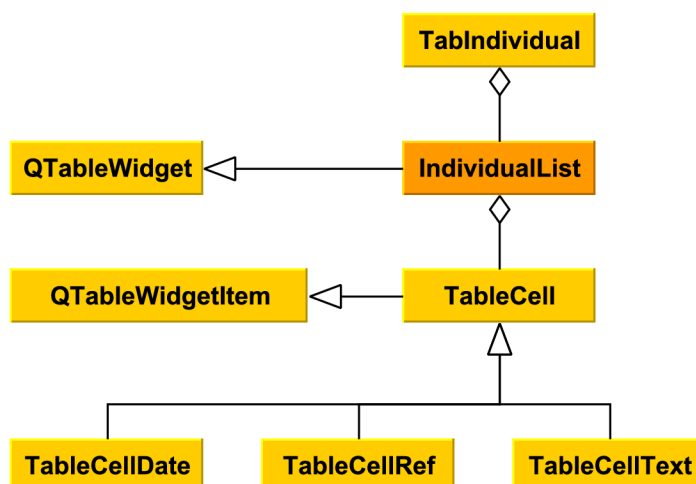 TabIndividual
QTableWidget
IndividualList
QTableWidgetItem
TableCell
TableCellDate
TableCellRef
TableCellText